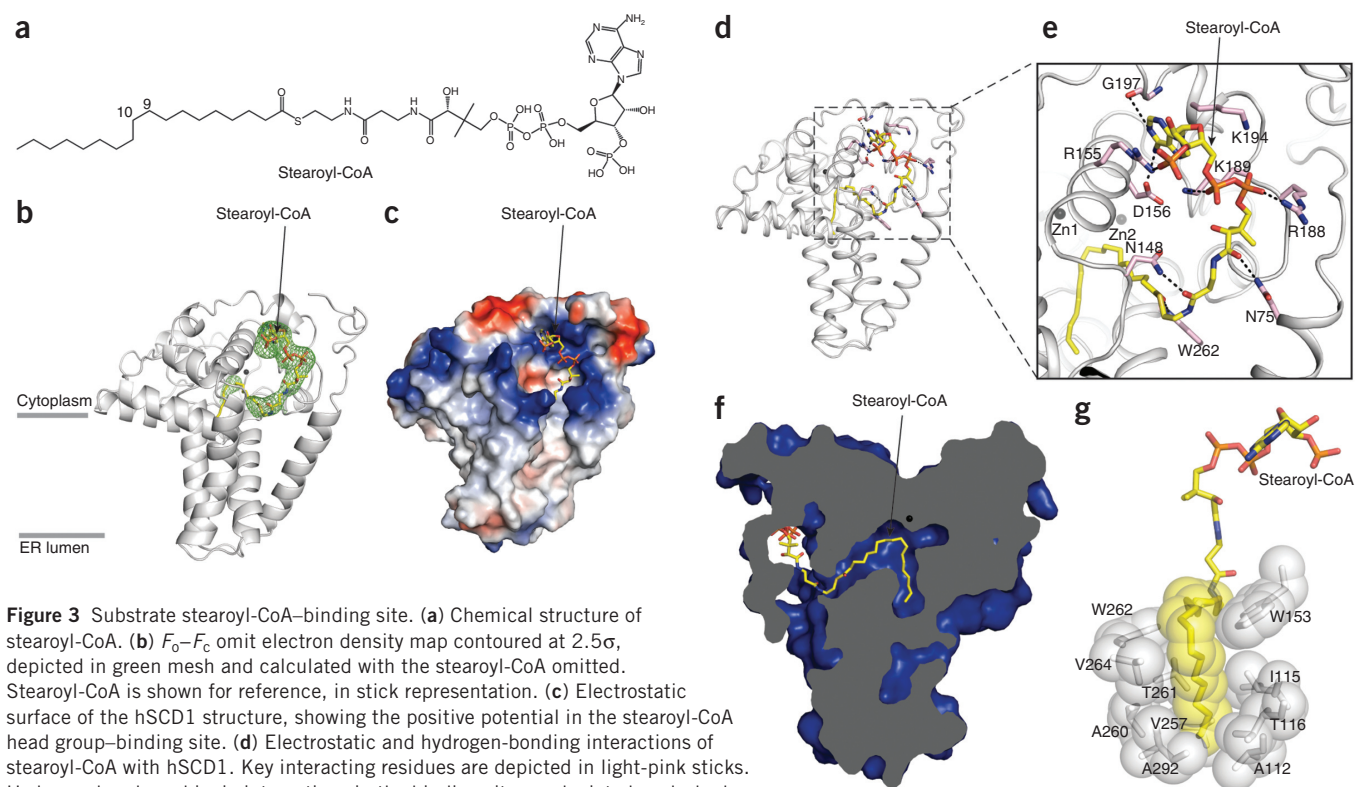 a
10
9
O
S
N
H
O
N
H
O
OH
O
OH
P
O
O
OH
P
O
O
O
OH
O
P
OH
HO
O
N
N
N
N
NH₂
Stearoyl-CoA
b
Stearoyl-CoA
Cytoplasm
ER lumen
c
Stearoyl-CoA
d
e
Stearoyl-CoA
G197
K194
R155
K189
D156
Zn1
Zn2
R188
N148
N75
W262
f
Stearoyl-CoA
g
Stearoyl-CoA
W262
W153
V264
T261
I115
A260
V257
T116
A292
A112
Figure 3 Substrate stearoyl-CoA–binding site. (a) Chemical structure of
stearoyl-CoA. (b) Fo–Fc omit electron density map contoured at 2.5σ,
depicted in green mesh and calculated with the stearoyl-CoA omitted.
Stearoyl-CoA is shown for reference, in stick representation. (c) Electrostatic
surface of the hSCD1 structure, showing the positive potential in the stearoyl-CoA
head group–binding site. (d) Electrostatic and hydrogen-bonding interactions of
stearoyl-CoA with hSCD1. Key interacting residues are depicted in light-pink sticks.